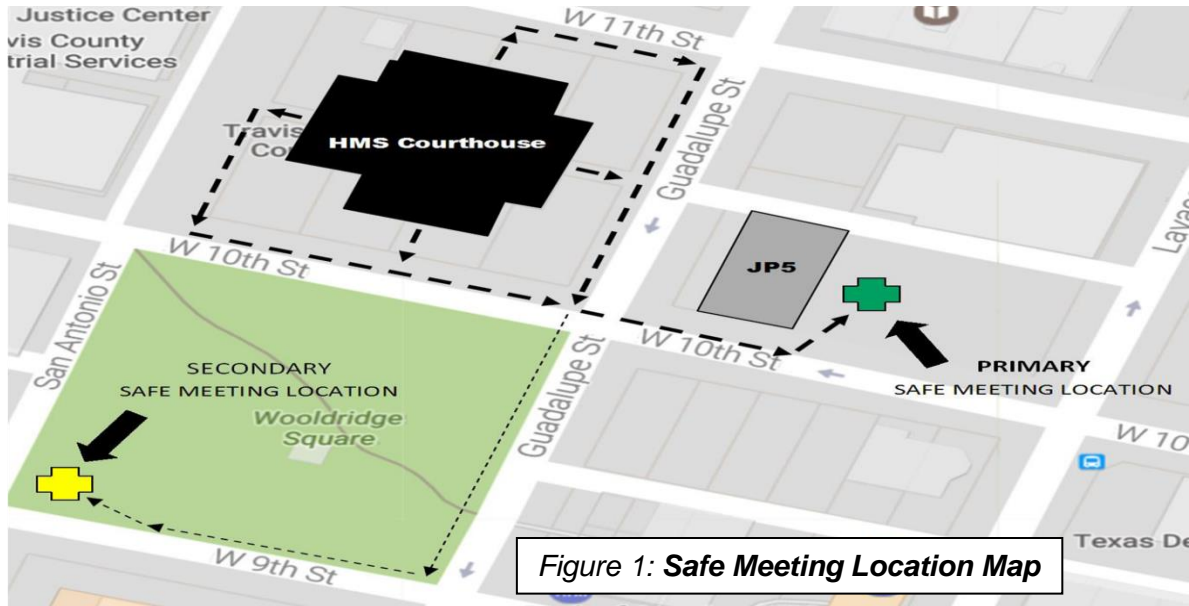 Justice Center
vis County
trial Services
W 11th St
Travis
Co
HMS Courthouse
Guadalupe St
Lavac
W 10th St
JP5
San Antonio St
SECONDARY
SAFE MEETING LOCATION
Wooldridge
Square
Guadalupe St
W 10th St
PRIMARY
SAFE MEETING LOCATION
W 10
W 9th St
Texas De
Figure 1: Safe Meeting Location Map